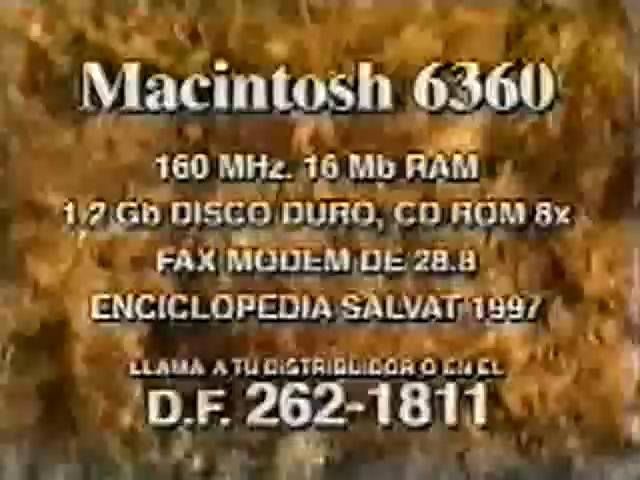 Macintosh 6360
160 MHz. 16 Mb RAM
1.2 Gb DISCO DURO, CD ROM 8x
FAX MODEM DE 28.8
ENCICLOPEDIA SALVAT 1997
LLAMA A TU DISTRIBUIDOR O EN EL
D.F. 262-1811